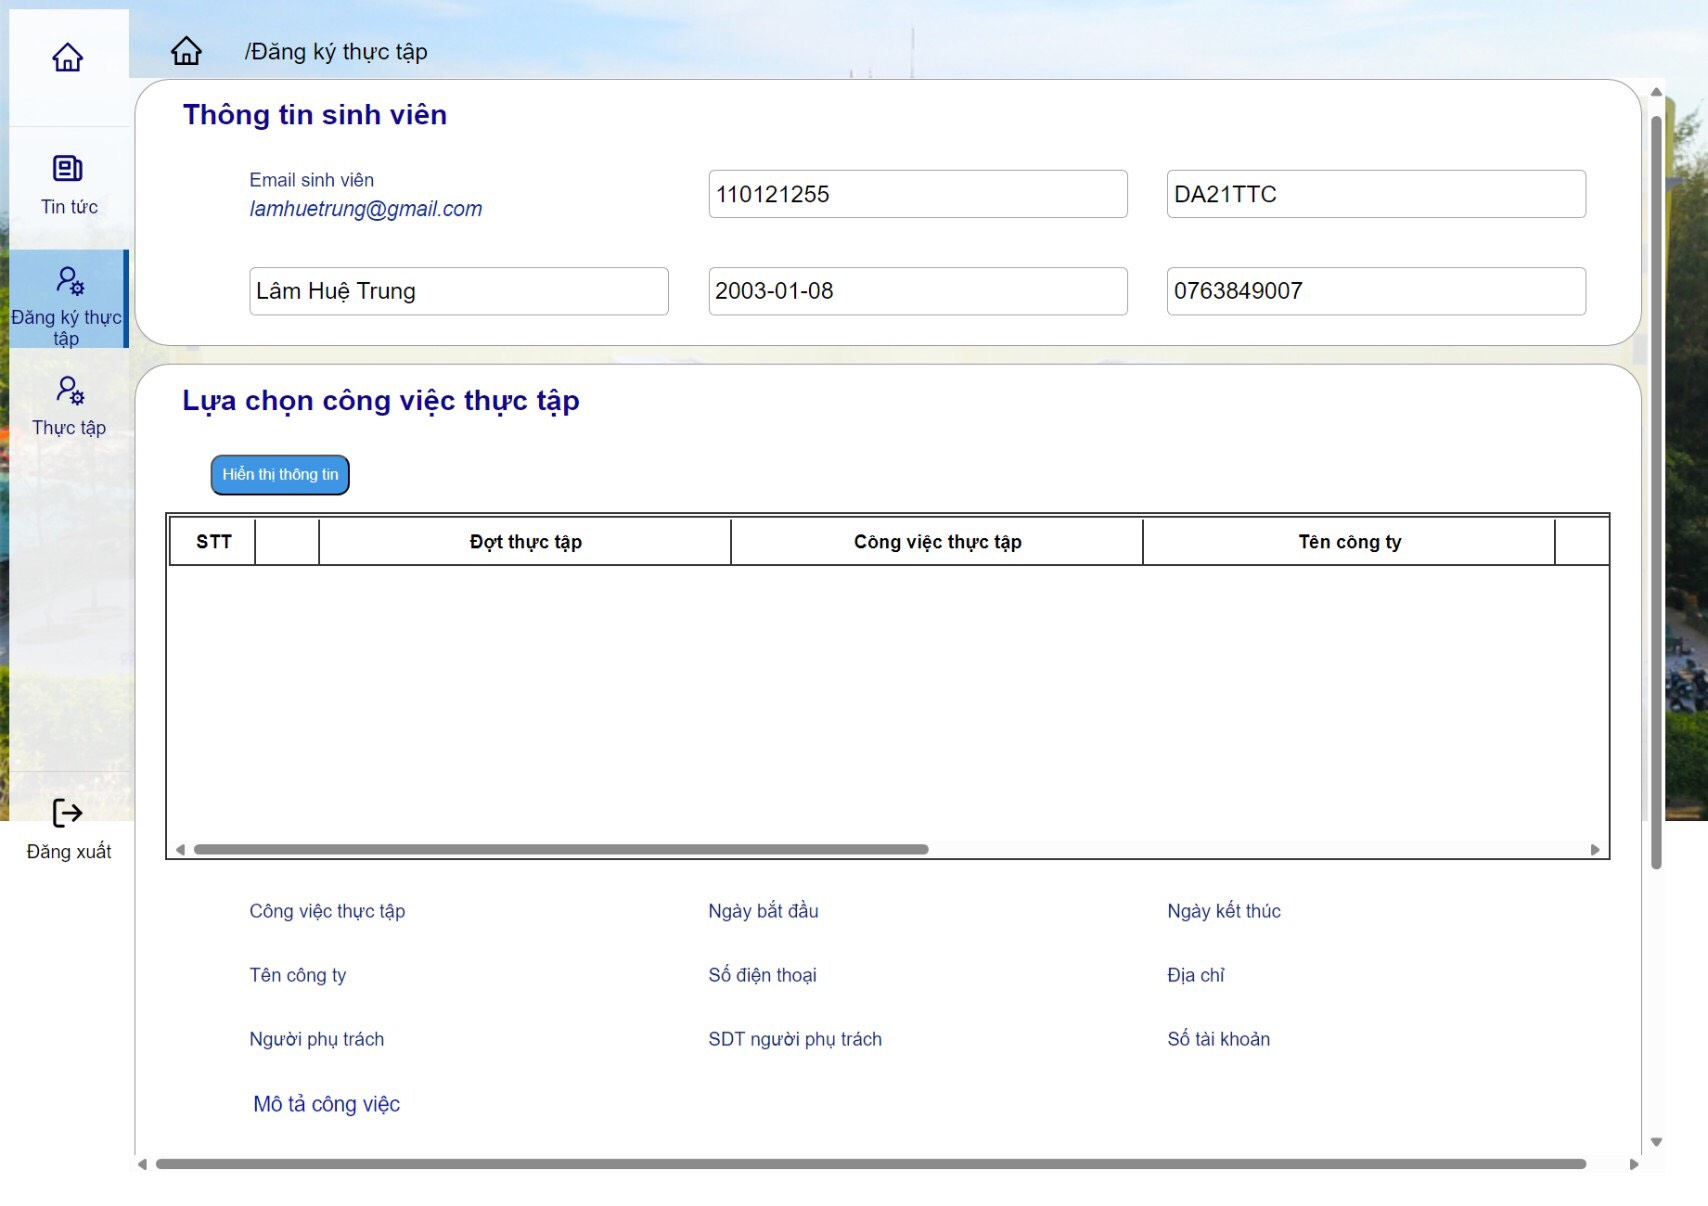 /Đăng ký thực tập
Tin tức
Đăng ký thực
tập
Thực tập
Đăng xuất
Thông tin sinh viên
Email sinh viên
lamhuetrung@gmail.com
110121255
DA21TTC
Lâm Huệ Trung
2003-01-08
0763849007
Lựa chọn công việc thực tập
Hiển thị thông tin
STT Đợt thực tập Công việc thực tập Tên công ty
Công việc thực tập Ngày bắt đầu Ngày kết thúc
Tên công ty Số điện thoại Địa chỉ
Người phụ trách SDT người phụ trách Số tài khoản
Mô tả công việc